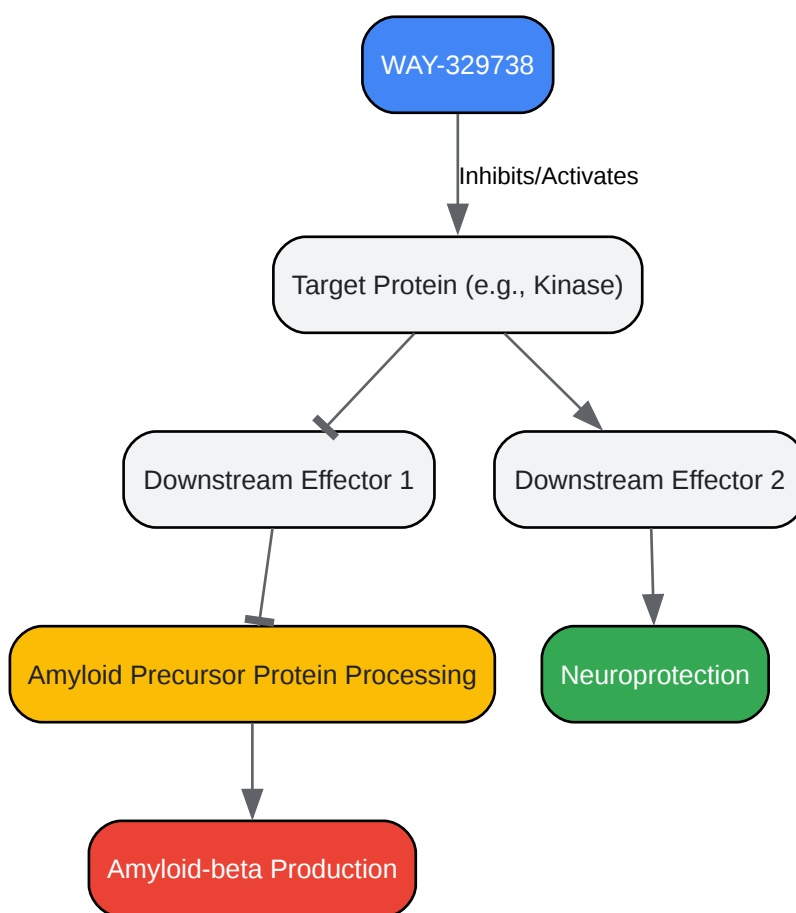 WAY-329738
Inhibits/Activates
Target Protein (e.g., Kinase)
Downstream Effector 1
Downstream Effector 2
Amyloid Precursor Protein Processing
Neuroprotection
Amyloid-beta Production